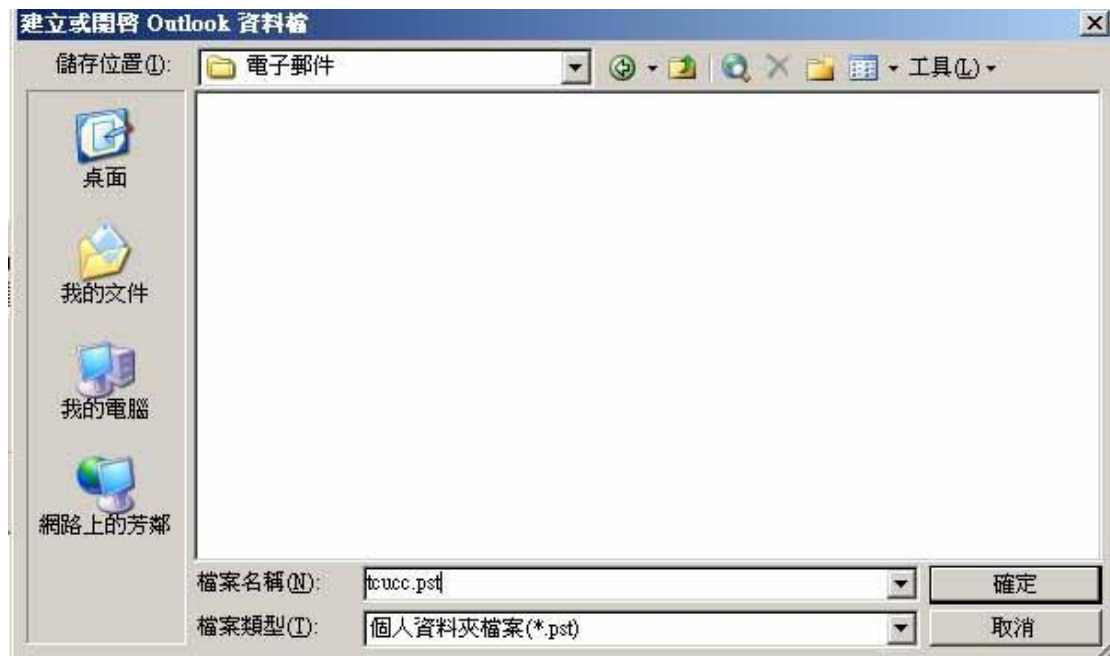 建立或開啓 Outlook 資料檔
儲存位置(I):
電子郵件
工具(L)
桌面
我的文件
我的電腦
網路上的芳鄰
檔案名稱(N): tcucc.pst
確定
檔案類型(T): 個人資料夾檔案(*.pst)
取消